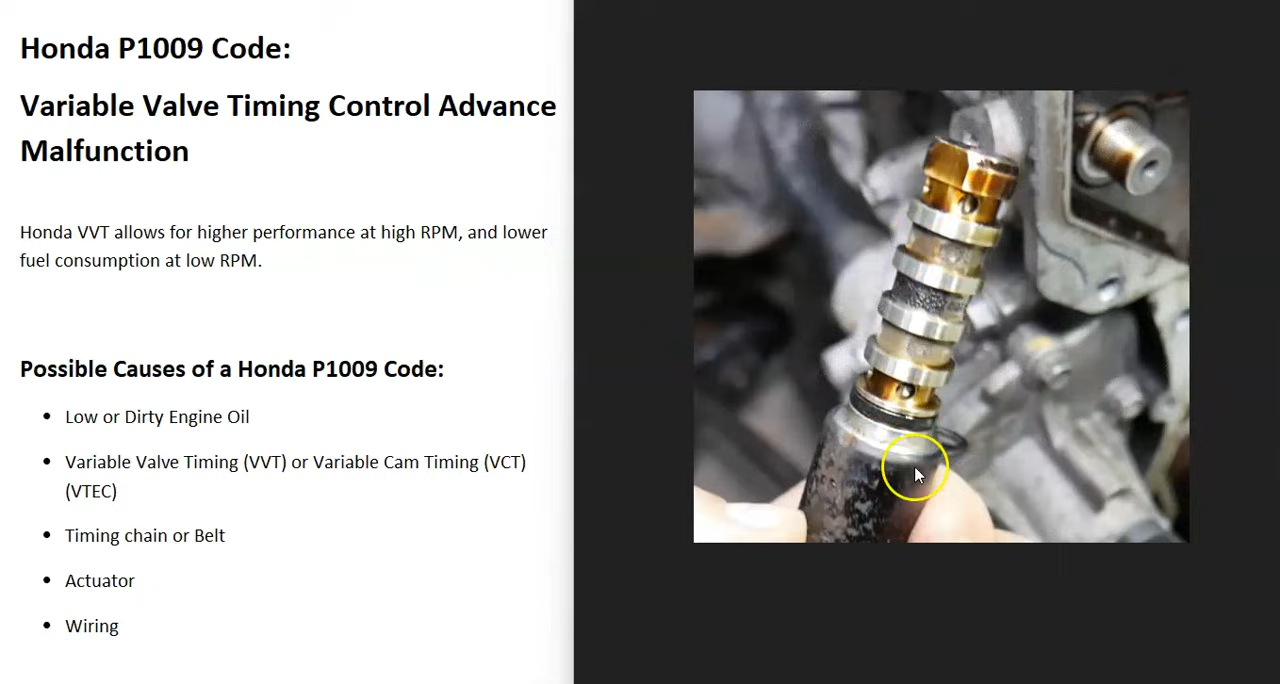 Honda P1009 Code:
Variable Valve Timing Control Advance
Malfunction
Honda VVT allows for higher performance at high RPM, and lower
fuel consumption at low RPM.
Possible Causes of a Honda P1009 Code:
• Low or Dirty Engine Oil
• Variable Valve Timing (VVT) or Variable Cam Timing (VCT)
(VTEC)
• Timing chain or Belt
• Actuator
• Wiring